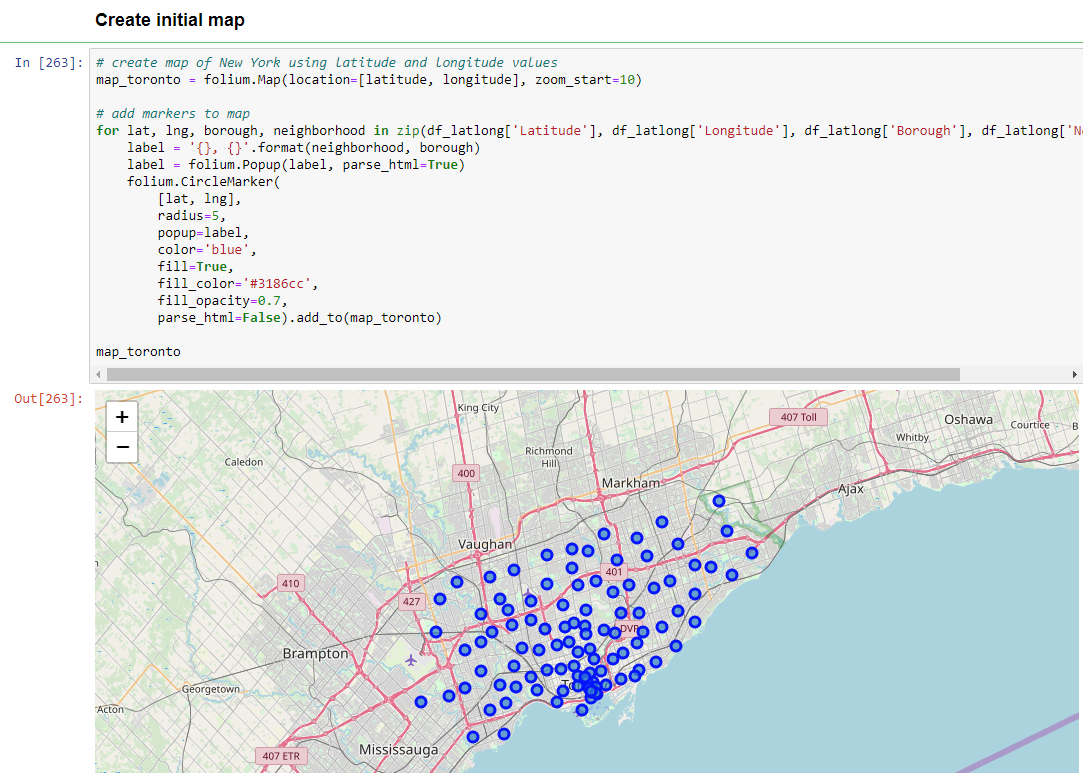 Create initial map
In [263]:
# create map of New York using latitude and longitude values
map_toronto = folium.Map(location=[latitude, longitude], zoom_start=10)
# add markers to map
for lat, lng, borough, neighborhood in zip(df_latlong['Latitude'], df_latlong['Longitude'], df_latlong['Borough'], df_latlong['N
    label = '{}, {}'.format(neighborhood, borough)
    label = folium.Popup(label, parse_html=True)
    folium.CircleMarker(
        [lat, lng],
        radius=5,
        popup=label,
        color='blue',
        fill=True,
        fill_color='#3186cc',
        fill_opacity=0.7,
        parse_html=False).add_to(map_toronto)
map_toronto
Out[263]:
+
−
King City
407 Toll
Oshawa
Courtice
B
Whitby
Richmond
Hill
Caledon
400
Markham
Ajax
Vaughan
401
410
427
DVP
Brampton
To
Georgetown
Acton
Mississauga
407 ETR